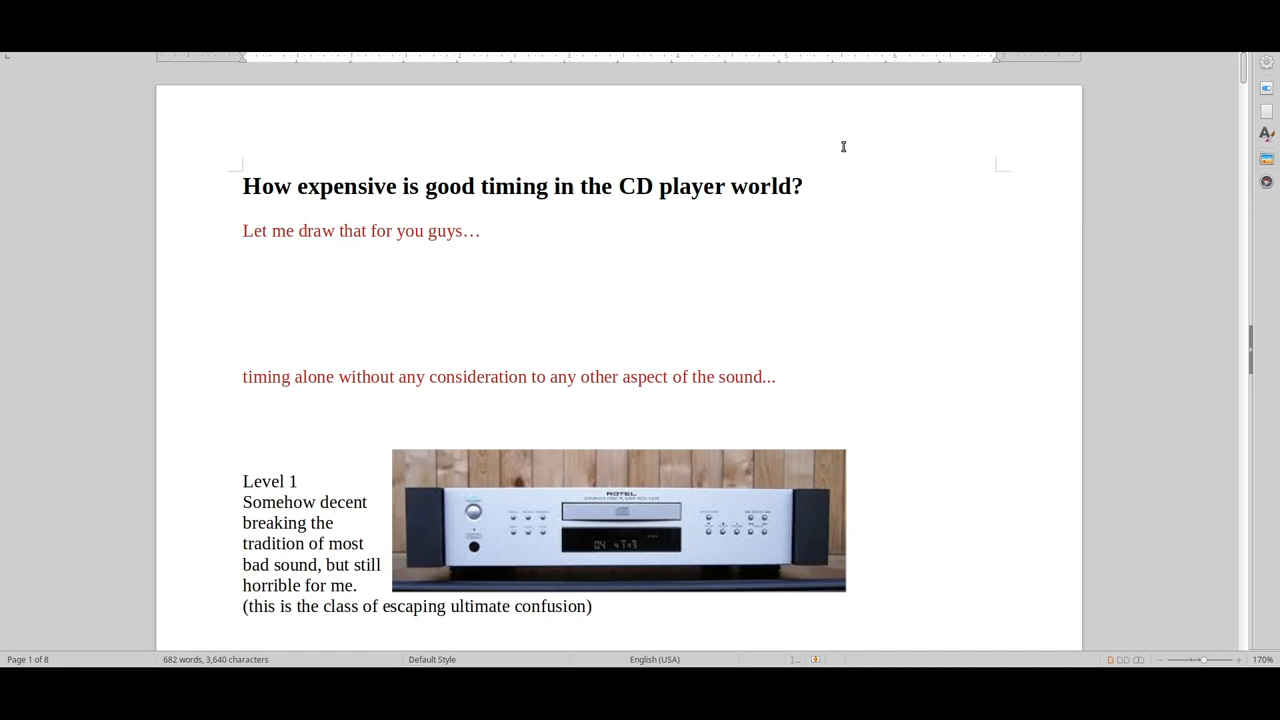 How expensive is good timing in the CD player world?
Let me draw that for you guys…
timing alone without any consideration to any other aspect of the sound...
Level 1
Somehow decent
breaking the
tradition of most
bad sound, but still
horrible for me.
(this is the class of escaping ultimate confusion)
ROTEL
Page 1 of 8
682 words, 3,640 characters
Default Style
English (USA)
170%